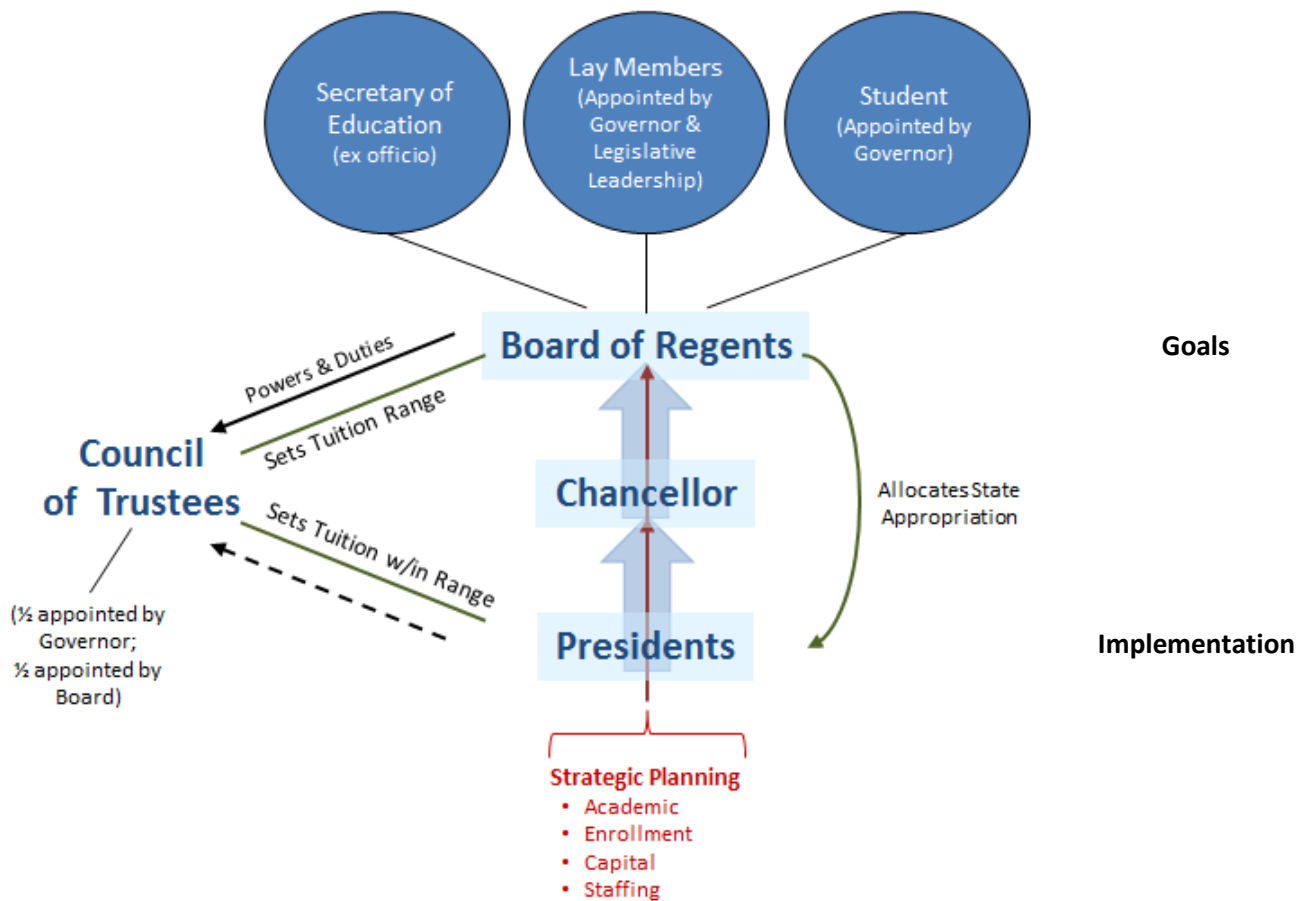 Secretary of
Education
(ex officio)
Lay Members
(Appointed by
Governor &
Legislative
Leadership)
Student
(Appointed by
Governor)
Board of Regents
Goals
Powers & Duties
Sets Tuition Range
Council
of Trustees
Chancellor
Allocates State
Appropriation
Sets Tuition w/in Range
(½ appointed by
Governor;
½ appointed by
Board)
Presidents
Implementation
Strategic Planning
• Academic
• Enrollment
• Capital
• Staffing